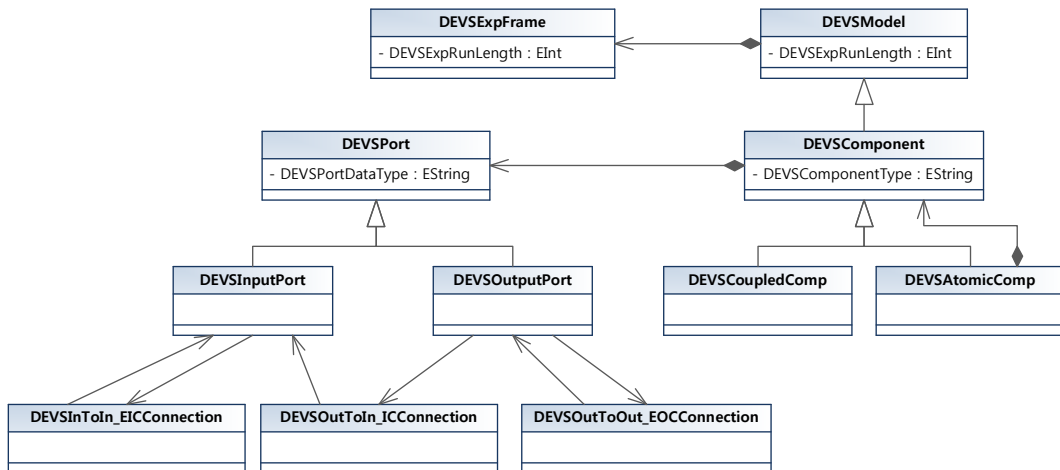 DEVSExpFrame
- DEVSExpRunLength : EInt
DEVSModel
- DEVSExpRunLength : EInt
DEVSPort
- DEVSPortDataType : EString
DEVSComponent
- DEVSComponentType : EString
DEVSInputPort
DEVSOutputPort
DEVSCoupledComp
DEVSAtomicComp
DEVSInToIn_EICConnection
DEVSOutToIn_ICConnection
DEVSOutToOut_EOCConnection